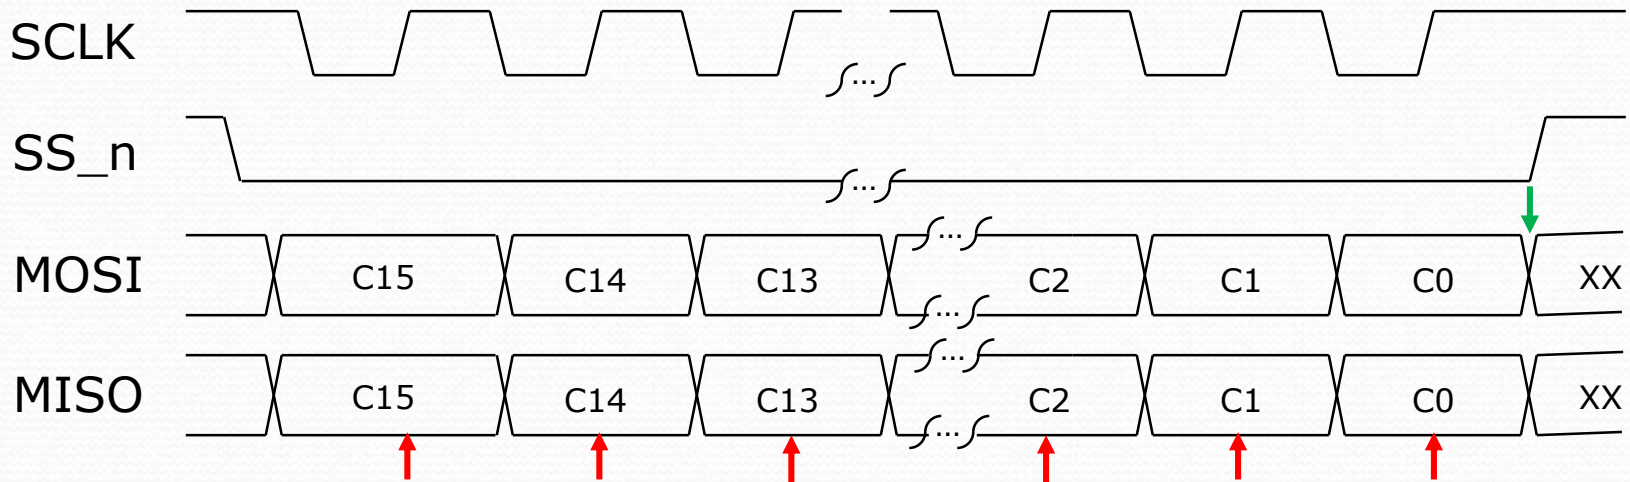 SCLK ...
SS_n ...
MOSI C15 C14 C13 ... ... C2 C1 C0 XX
MISO C15 C14 C13 ... ... C2 C1 C0 XX